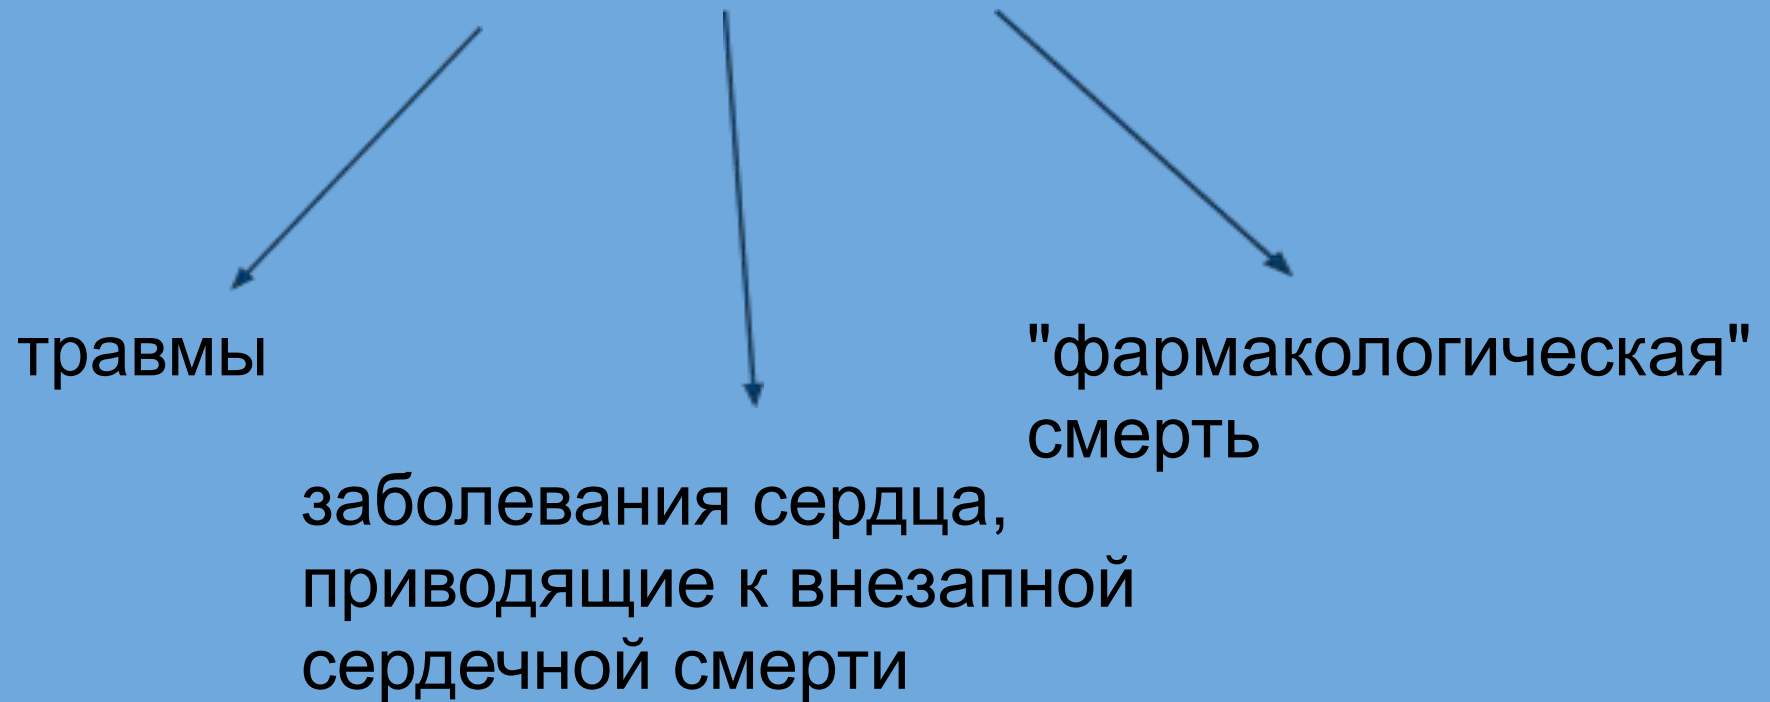 травмы
"фармакологическая"
смерть
заболевания сердца,
приводящие к внезапной
сердечной смерти